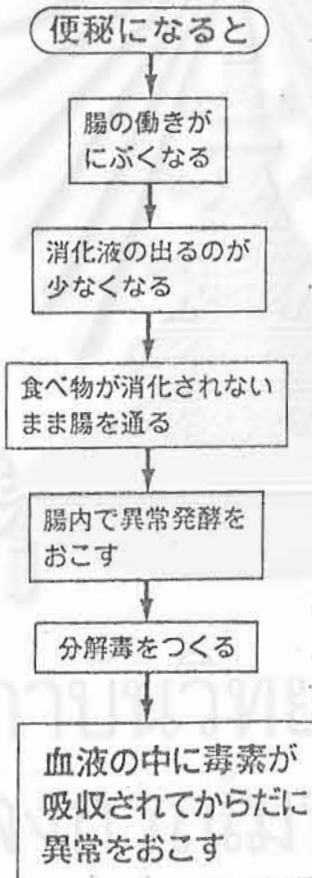 便秘になると
腸の働きが
にぶくなる
消化液の出るのが
少なくなる
食べ物が消化されない
まま腸を通る
腸内で異常発酵を
おこす
分解毒をつくる
血液の中に毒素が
吸収されてからだに
異常をおこす